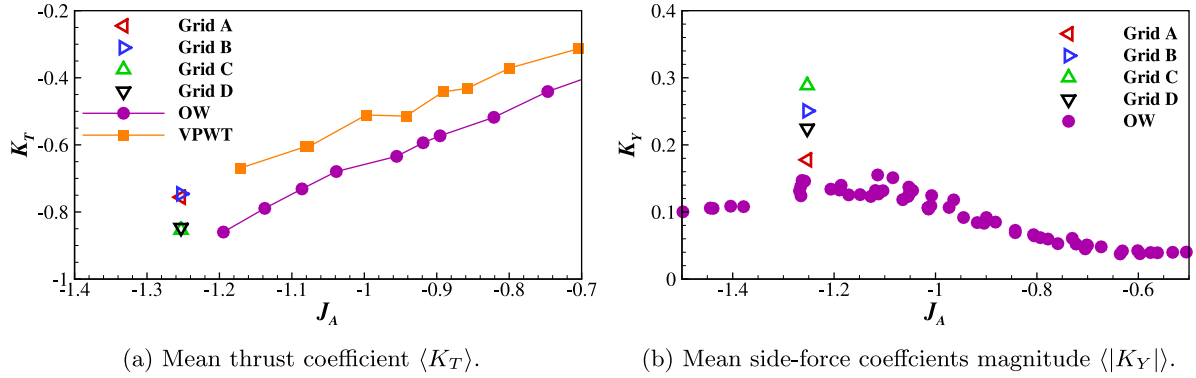 -0.2
-0.4
-0.6
-0.8
-1
K_T
Grid A
Grid B
Grid C
Grid D
OW
VPWT
-1.4 -1.3 -1.2 -1.1 -1 -0.9 -0.8 -0.7
J_A
(a) Mean thrust coefficient ⟨K_T⟩.
0.4
0.3
0.2
0.1
0
K_Y
Grid A
Grid B
Grid C
Grid D
OW
-1.4 -1.2 -1 -0.8 -0.6
J_A
(b) Mean side-force coeffcients magnitude ⟨|K_Y|⟩.